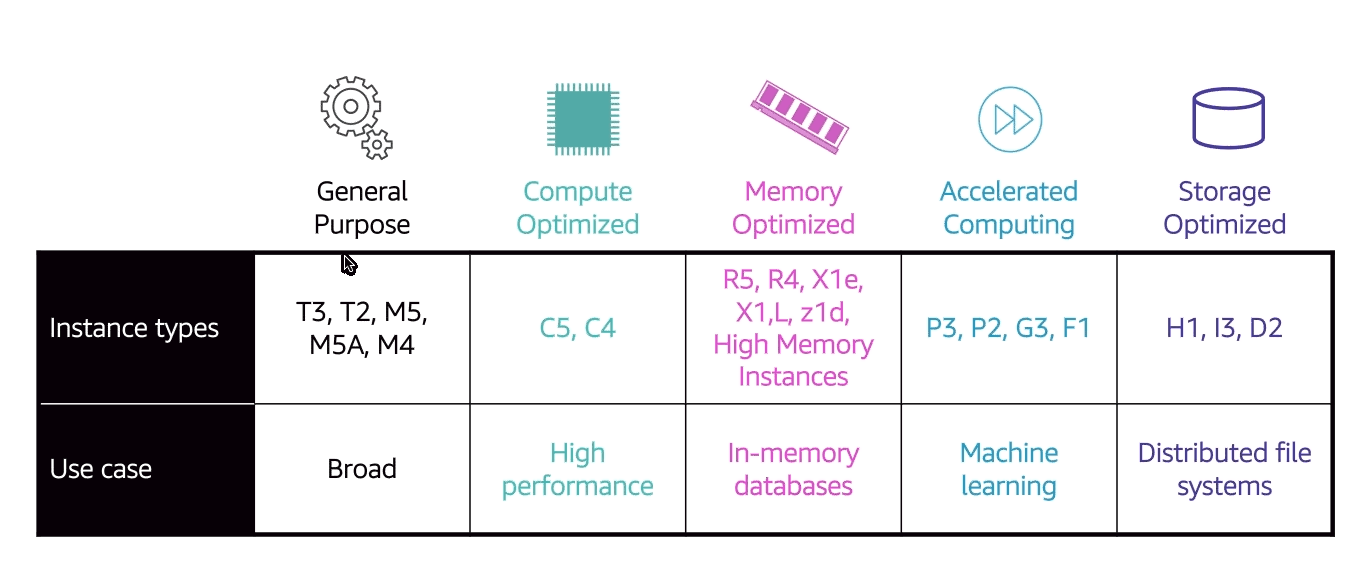 General
Purpose
Compute
Optimized
Memory
Optimized
Accelerated
Computing
Storage
Optimized
Instance types
T3, T2, M5,
M5A, M4
C5, C4
R5, R4, X1e,
X1,L, z1d,
High Memory
Instances
P3, P2, G3, F1
H1, I3, D2
Use case
Broad
High
performance
In-memory
databases
Machine
learning
Distributed file
systems